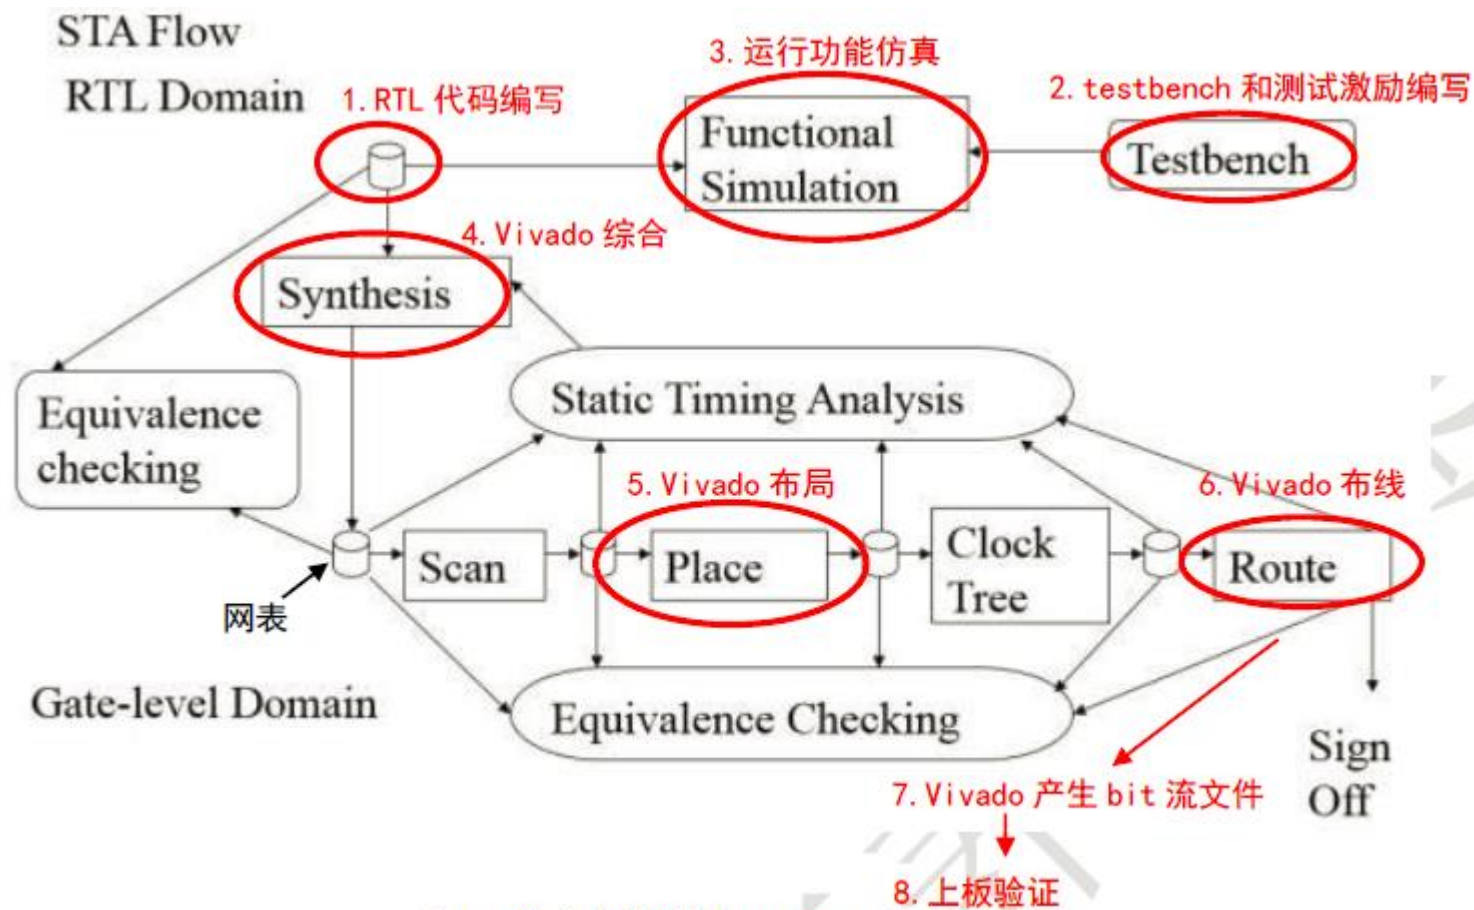 STA Flow
3.运行功能仿真
RTL Domain
1.RTL 代码编写
2.testbench 和测试激励编写
Functional
Simulation
Testbench
4.Vivado 综合
Synthesis
Static Timing Analysis
Equivalence
checking
5.Vivado 布局
6.Vivado 布线
Scan
Place
Clock
Tree
Route
网表
Gate-level Domain
Equivalence Checking
Sign
Off
7.Vivado 产生 bit 流文件
8.上板验证